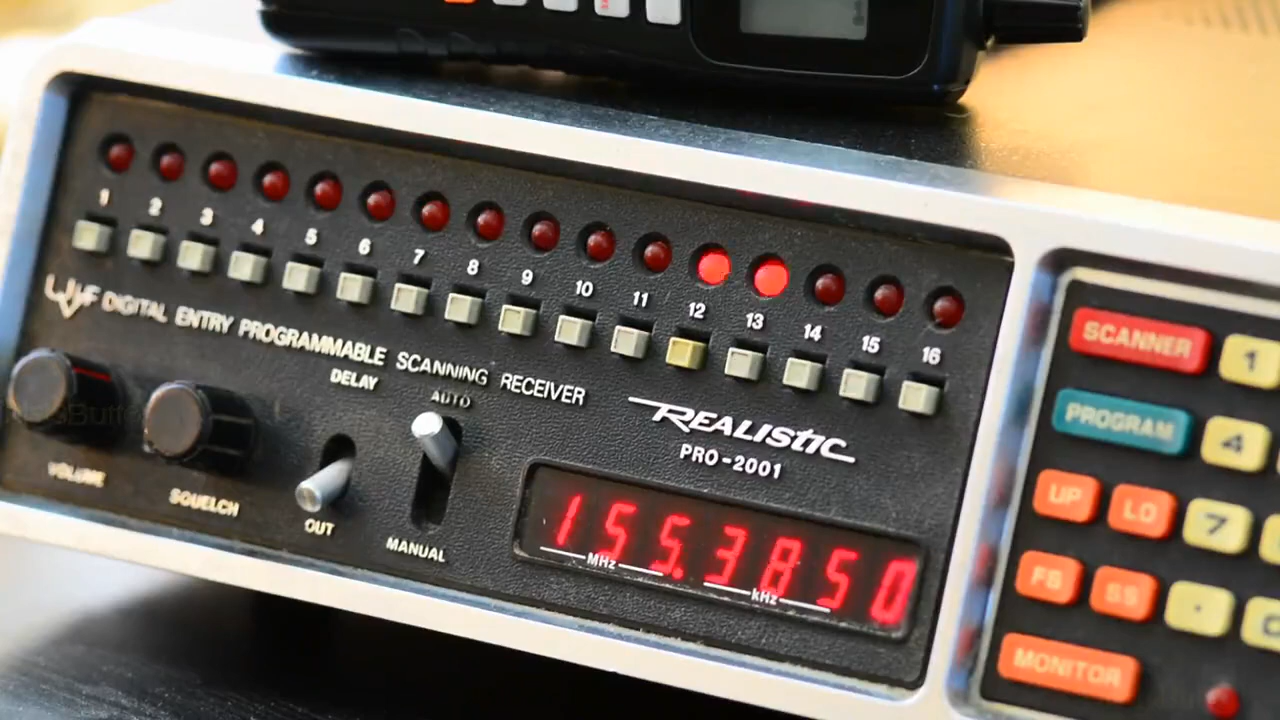 1 2 3 4 5 6 7 8 9 10 11 12 13 14 15 16
UHF DIGITAL ENTRY PROGRAMMABLE SCANNING RECEIVER
DELAY
AUTO
VOLUME
SQUELCH
OUT
MANUAL
REALISTIC
PRO-2001
155.3850
MHz
kHz
SCANNER
1
PROGRAM
4
UP
LO
7
FS
SS
MONITOR